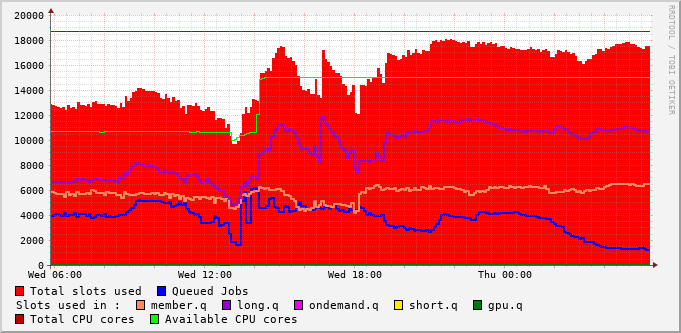 20000
18000
16000
14000
12000
10000
8000
6000
4000
2000
0
Wed 06:00 Wed 12:00 Wed 18:00 Thu 00:00
RRDTOOL / TOBI OETIKER
Total slots used Queued Jobs
Slots used in : member.q long.q ondemand.q short.q gpu.q
Total CPU cores Available CPU cores